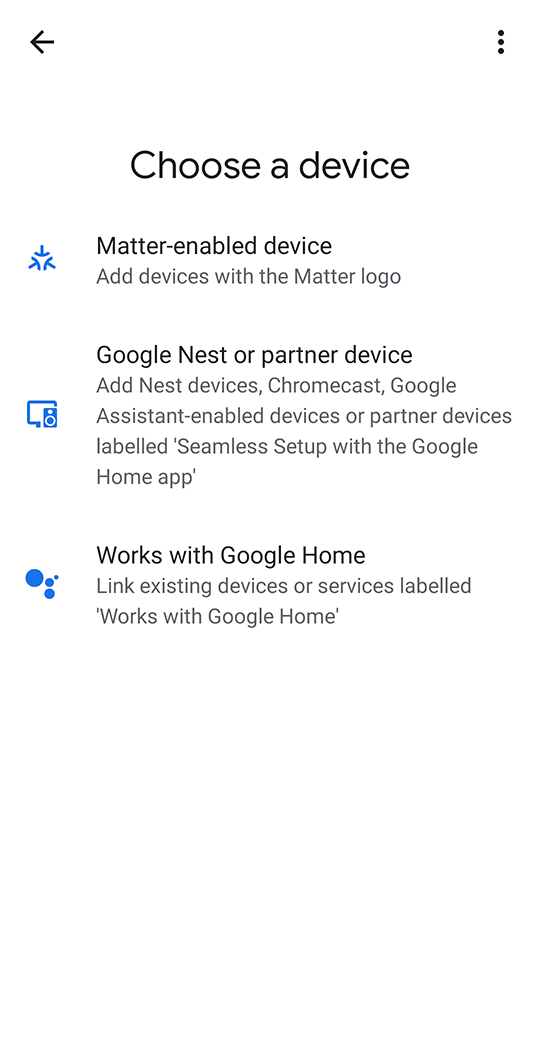 Choose a device
Matter-enabled device
Add devices with the Matter logo
Google Nest or partner device
Add Nest devices, Chromecast, Google
Assistant-enabled devices or partner devices
labelled 'Seamless Setup with the Google
Home app'
Works with Google Home
Link existing devices or services labelled
'Works with Google Home'